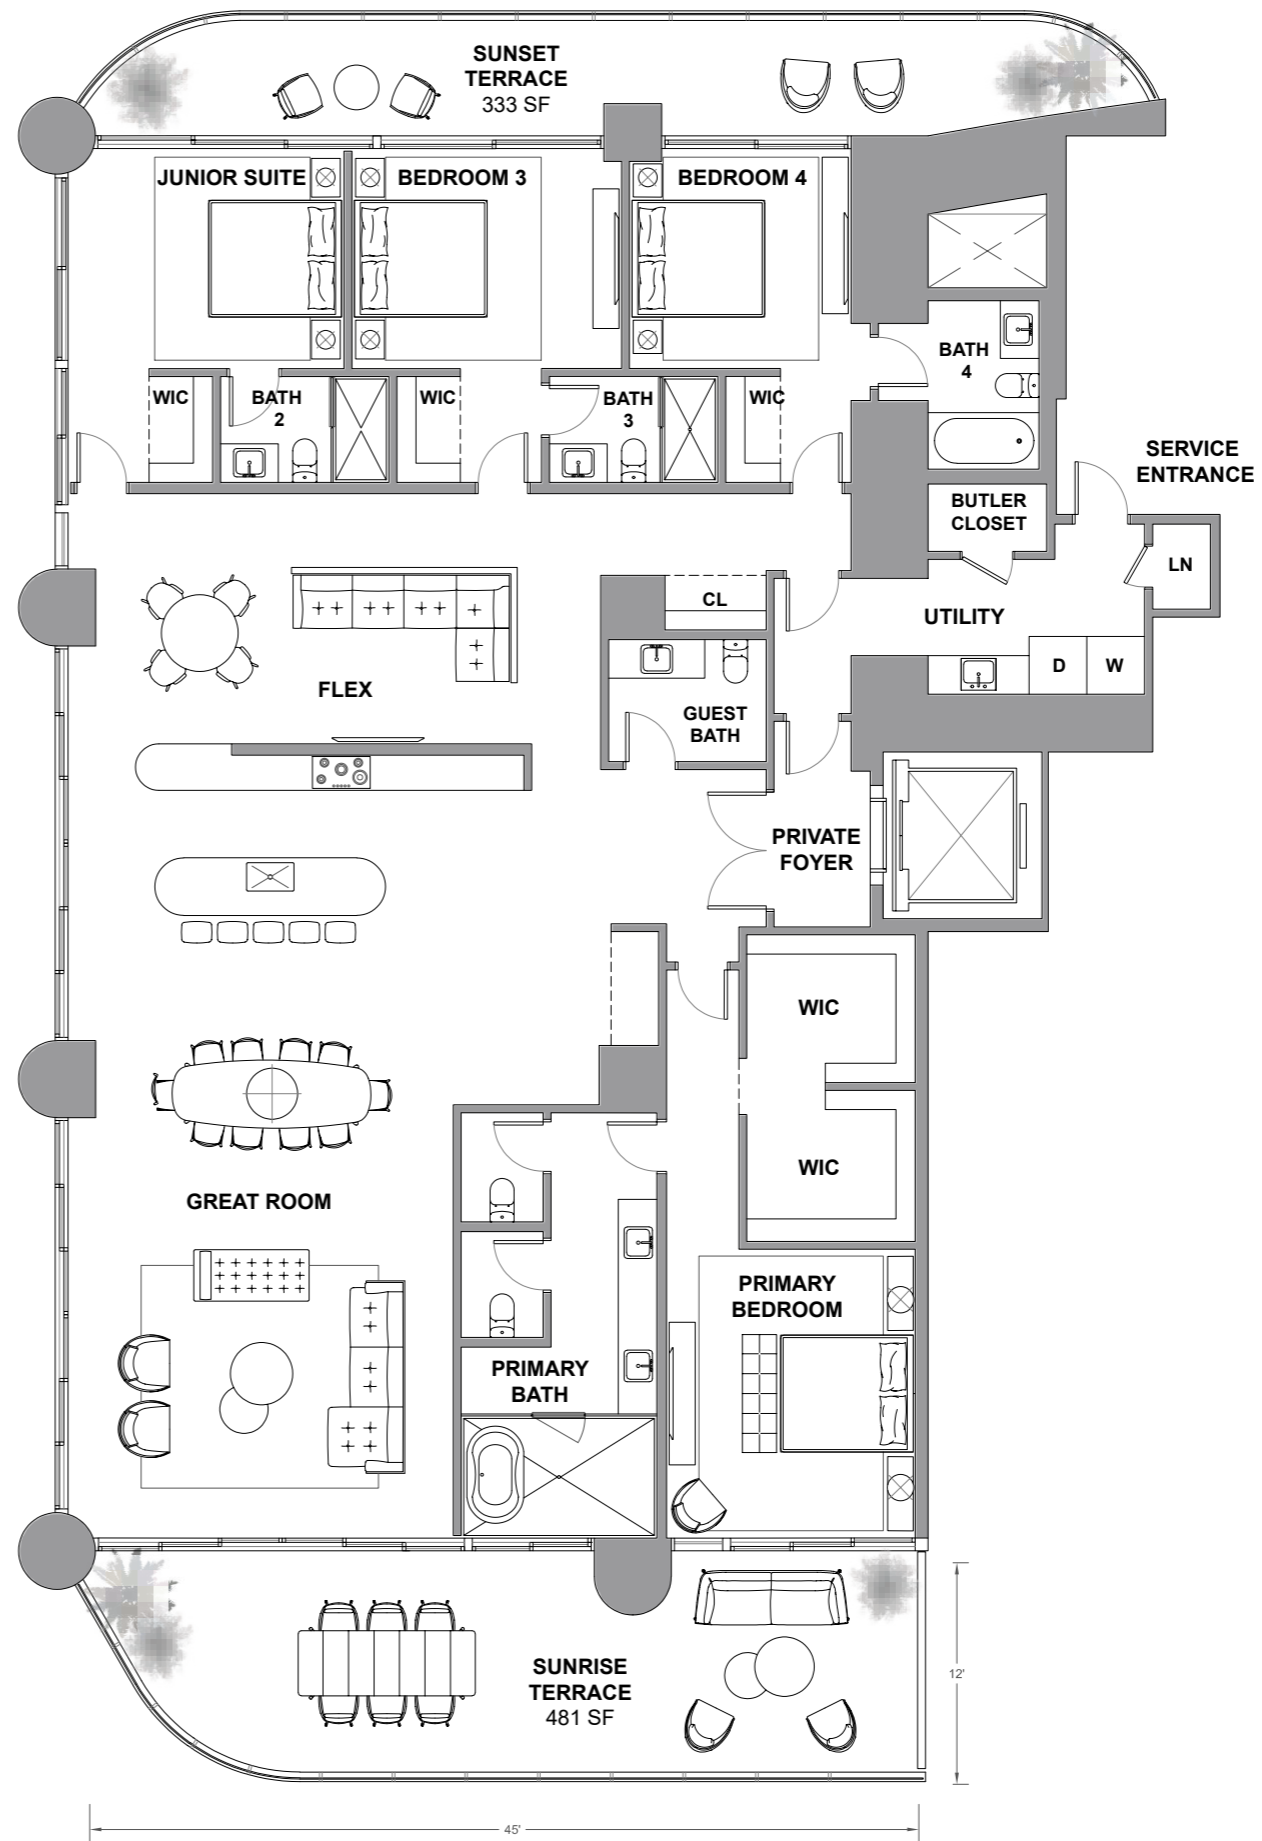 SUNSET
TERRACE
333 SF
JUNIOR SUITE
BEDROOM 3
BEDROOM 4
BATH
4
WIC
BATH
2
WIC
BATH
3
WIC
SERVICE
ENTRANCE
BUTLER
CLOSET
LN
CL
UTILITY
D
W
FLEX
GUEST
BATH
PRIVATE
FOYER
WIC
WIC
GREAT ROOM
PRIMARY
BEDROOM
PRIMARY
BATH
SUNRISE
TERRACE
481 SF
12'
45'